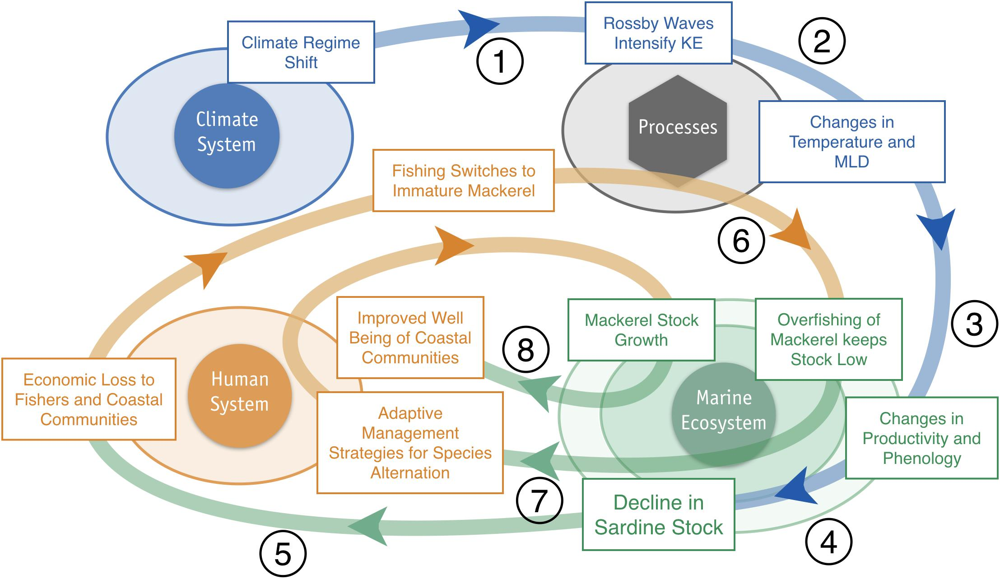 Climate Regime
Shift
1
Rossby Waves
Intensify KE
2
Climate
System
Processes
Changes in
Temperature and
MLD
Fishing Switches to
Immature Mackerel
6
3
Improved Well
Being of Coastal
Communities
8
Mackerel Stock
Growth
Overfishing of
Mackerel keeps
Stock Low
Economic Loss to
Fishers and Coastal
Communities
Human
System
Adaptive
Management
Strategies for Species
Alternation
Marine
Ecosystem
Changes in
Productivity and
Phenology
7
Decline in
Sardine Stock
4
5